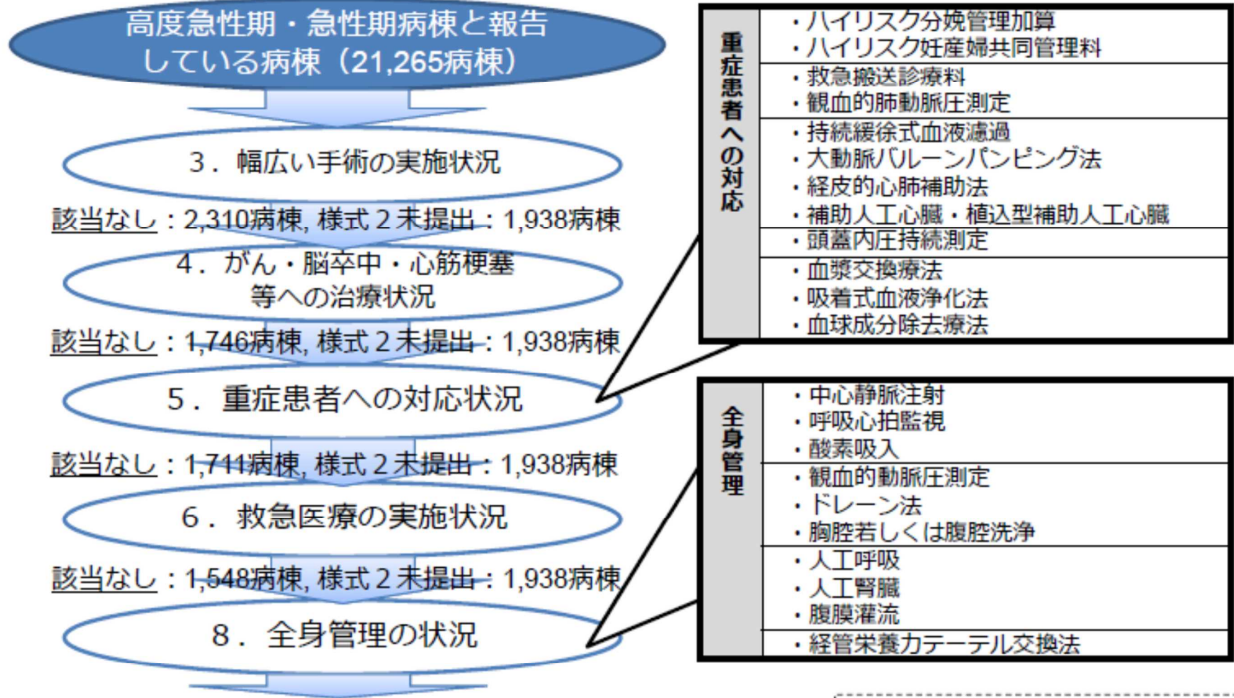 高度急性期・急性期病棟と報告
している病棟（21,265病棟）
3．幅広い手術の実施状況
該当なし：2,310病棟, 様式２未提出：1,938病棟
4．がん・脳卒中・心筋梗塞
等への治療状況
該当なし：1,746病棟, 様式２未提出：1,938病棟
5．重症患者への対応状況
該当なし：1,711病棟, 様式２未提出：1,938病棟
6．救急医療の実施状況
該当なし：1,548病棟, 様式２未提出：1,938病棟
8．全身管理の状況
重症患者への対応
・ハイリスク分娩管理加算
・ハイリスク妊産婦共同管理料
・救急搬送診療料
・観血的肺動脈圧測定
・持続緩徐式血液濾過
・大動脈バルーンパンピング法
・経皮的心肺補助法
・補助人工心臓・植込型補助人工心臓
・頭蓋内圧持続測定
・血漿交換療法
・吸着式血液浄化法
・血球成分除去療法
全身管理
・中心静脈注射
・呼吸心拍監視
・酸素吸入
・観血的動脈圧測定
・ドレーン法
・胸腔若しくは腹腔洗浄
・人工呼吸
・人工腎臓
・腹膜灌流
・経管栄養カテーテル交換法